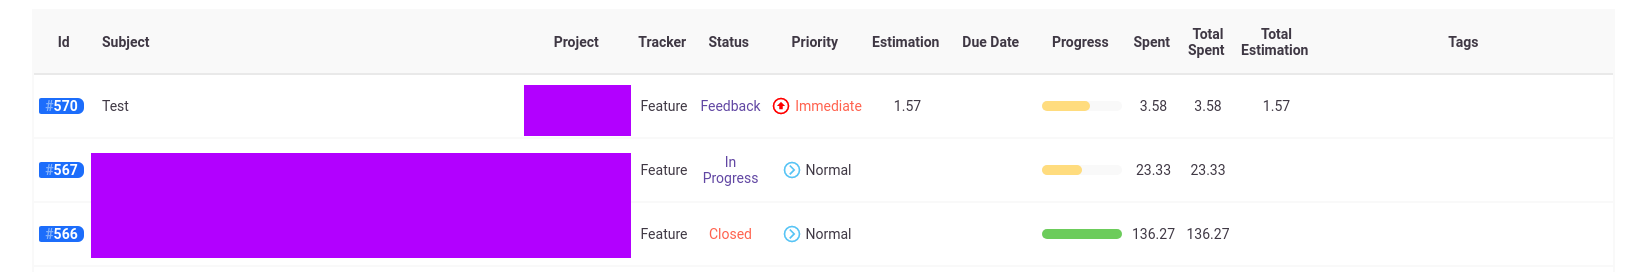 Id Subject Project Tracker Status Priority Estimation Due Date Progress Spent Total Spent Total Estimation Tags
#570 Test Feature Feedback Immediate 1.57 3.58 3.58 1.57
#567 Feature In Progress Normal 23.33 23.33
#566 Feature Closed Normal 136.27 136.27